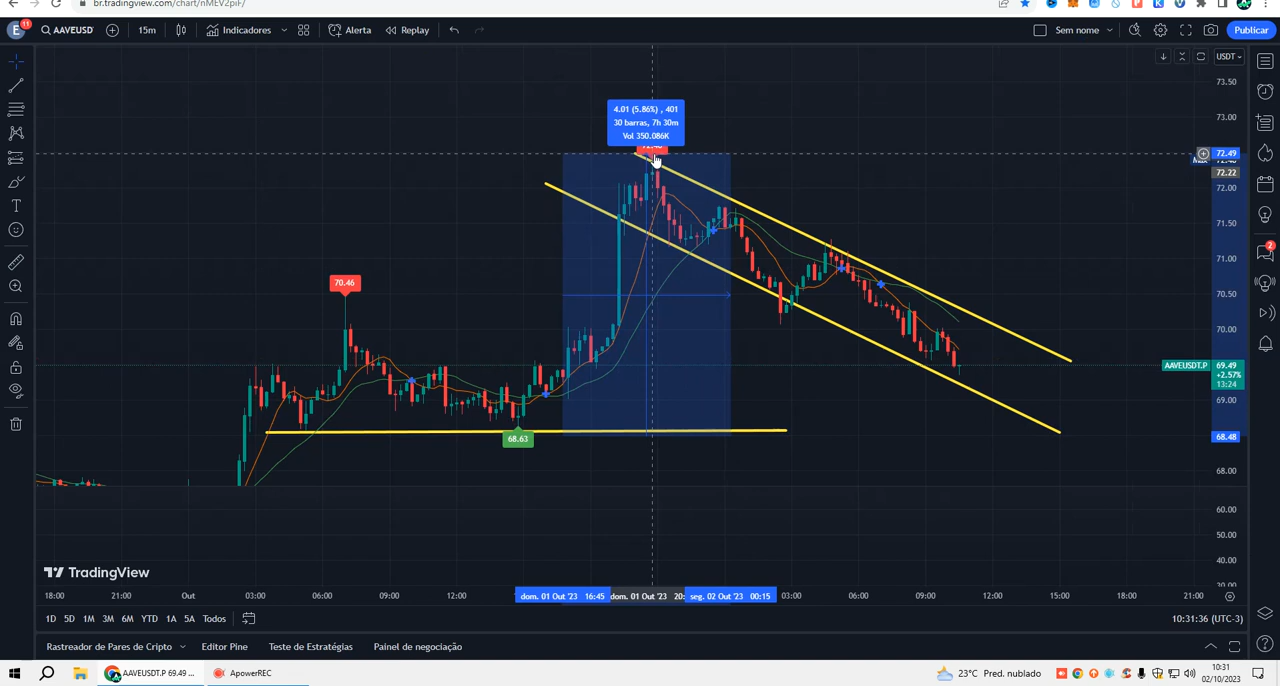 br.tradingview.com/chart/nMEV2piF/
E
11
AAVEUSD
15m
Indicadores
Alerta
Replay
Sem nome
Publicar
USDT
73.50
73.00
72.49
72.22
72.00
71.50
71.00
70.50
70.00
AAVEUSDT.P
69.49
+2.57%
13:24
69.00
68.48
68.00
60.00
50.00
40.00
30.00
4.01 (5.86%) , 401
30 barras, 7h 30m
Vol 350.086K
70.46
68.63
2
TradingView
18:00
21:00
Out
03:00
06:00
09:00
12:00
dom. 01 Out '23 16:45
dom. 01 Out '23
seg. 02 Out '23 00:15
03:00
06:00
09:00
12:00
15:00
18:00
21:00
1D 5D 1M 3M 6M YTD 1A 5A Todos
10:31:36 (UTC-3)
Rastreador de Pares de Cripto
Editor Pine
Teste de Estratégias
Painel de negociação
AAVEUSDT.P 69.49 ...
ApowerREC
23°C Pred. nublado
10:31
02/10/2023